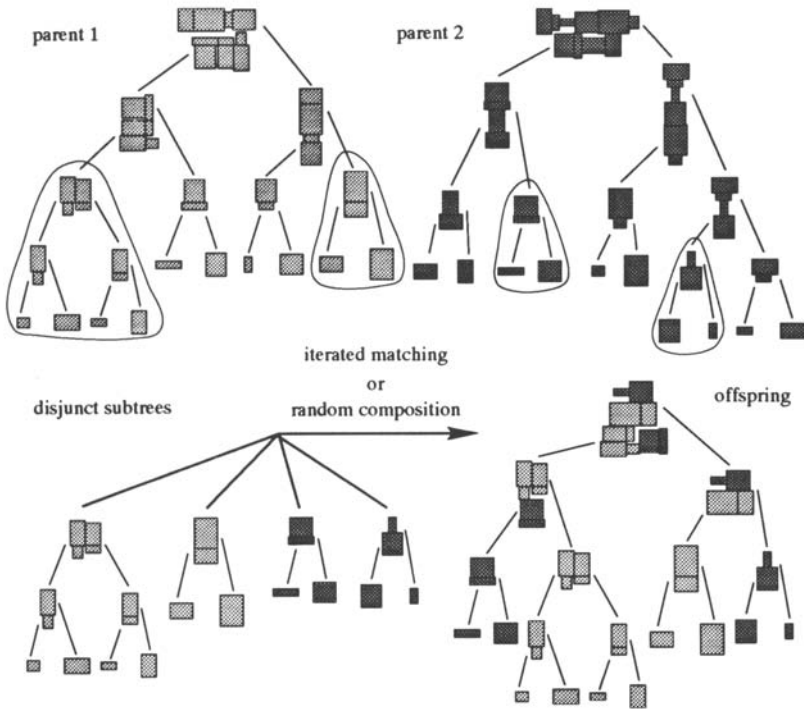 parent 1
parent 2
iterated matching
or
random composition
disjunct subtrees
offspring